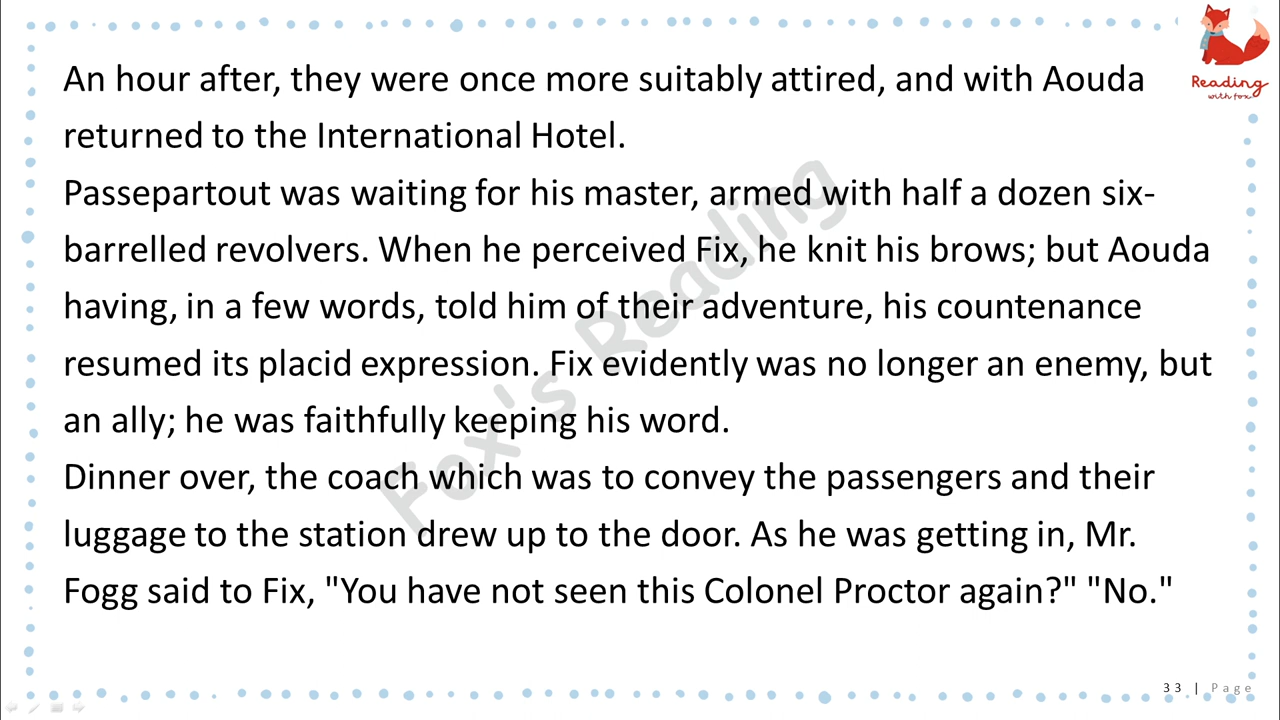 An hour after, they were once more suitably attired, and with Aouda
returned to the International Hotel.
Passepartout was waiting for his master, armed with half a dozen six-
barrelled revolvers. When he perceived Fix, he knit his brows; but Aouda
having, in a few words, told him of their adventure, his countenance
resumed its placid expression. Fix evidently was no longer an enemy, but
an ally; he was faithfully keeping his word.
Dinner over, the coach which was to convey the passengers and their
luggage to the station drew up to the door. As he was getting in, Mr.
Fogg said to Fix, "You have not seen this Colonel Proctor again?" "No."
Reading
with fox
Fox's Reading
33 | Page